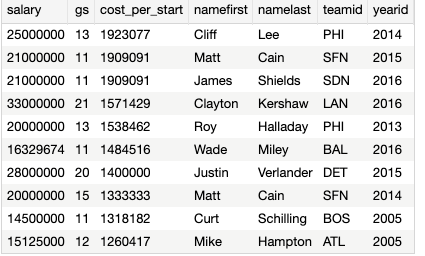 salary gs cost_per_start namefirst namelast teamid yearid
25000000 13 1923077 Cliff Lee PHI 2014
21000000 11 1909091 Matt Cain SFN 2015
21000000 11 1909091 James Shields SDN 2016
33000000 21 1571429 Clayton Kershaw LAN 2016
20000000 13 1538462 Roy Halladay PHI 2013
16329674 11 1484516 Wade Miley BAL 2016
28000000 20 1400000 Justin Verlander DET 2015
20000000 15 1333333 Matt Cain SFN 2014
14500000 11 1318182 Curt Schilling BOS 2005
15125000 12 1260417 Mike Hampton ATL 2005